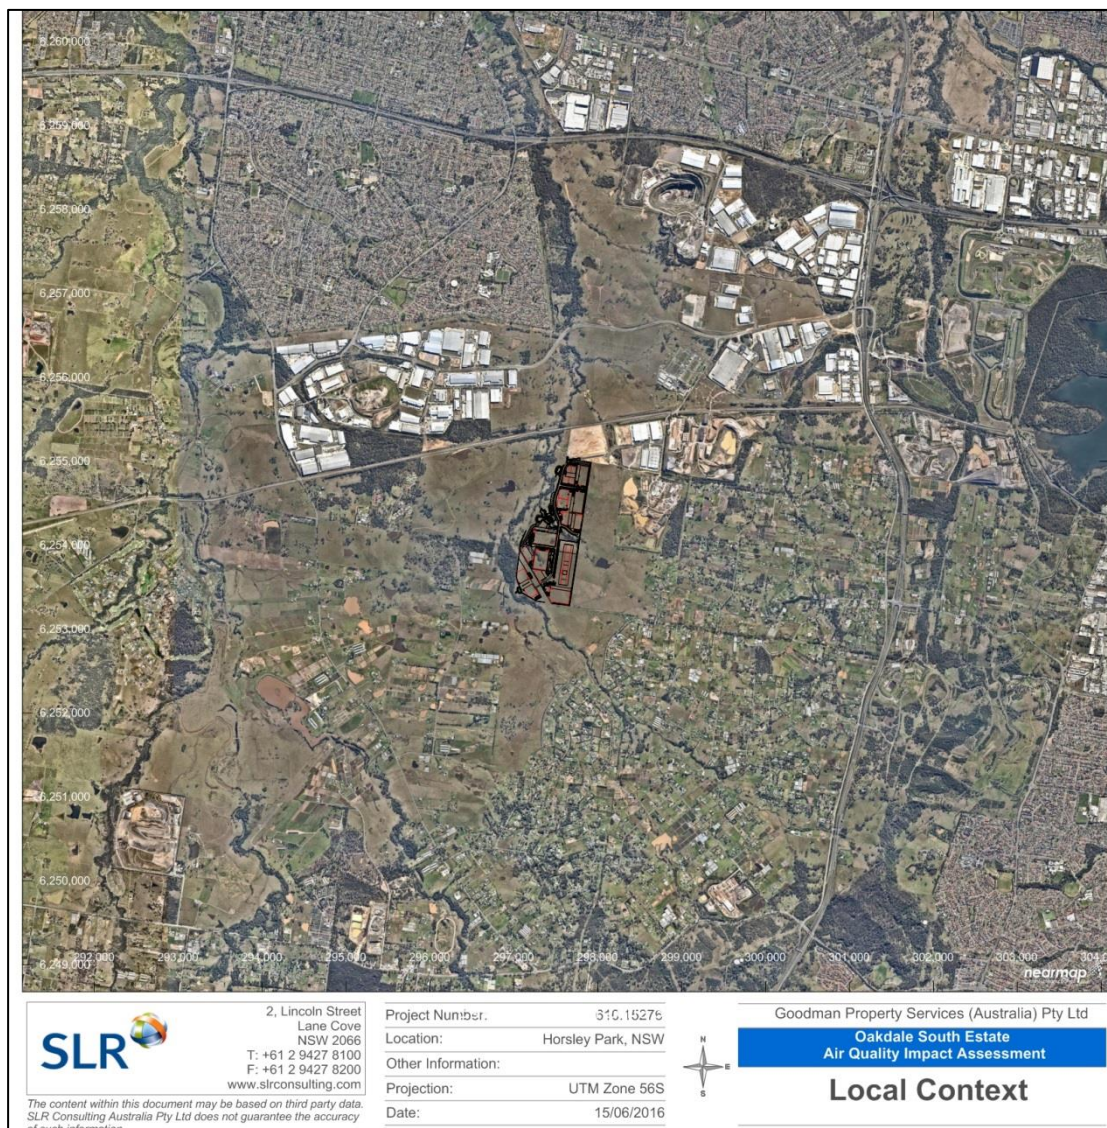 6,260,000
6,259,000
6,258,000
6,257,000
6,256,000
6,255,000
6,254,000
6,253,000
6,252,000
6,251,000
6,250,000
6,249,000
292,000 293,000 294,000 295,000 296,000 297,000 298,000 299,000 300,000 301,000 302,000 303,000
nearmap
SLR
2, Lincoln Street
Lane Cove
NSW 2066
T: +61 2 9427 8100
F: +61 2 9427 8200
www.slrconsulting.com
The content within this document may be based on third party data.
SLR Consulting Australia Pty Ltd does not guarantee the accuracy
of such information
Project Number:
Location: Horsley Park, NSW
Other Information:
Projection: UTM Zone 56S
Date: 15/06/2016
N
E
S
Goodman Property Services (Australia) Pty Ltd
Oakdale South Estate
Air Quality Impact Assessment
Local Context